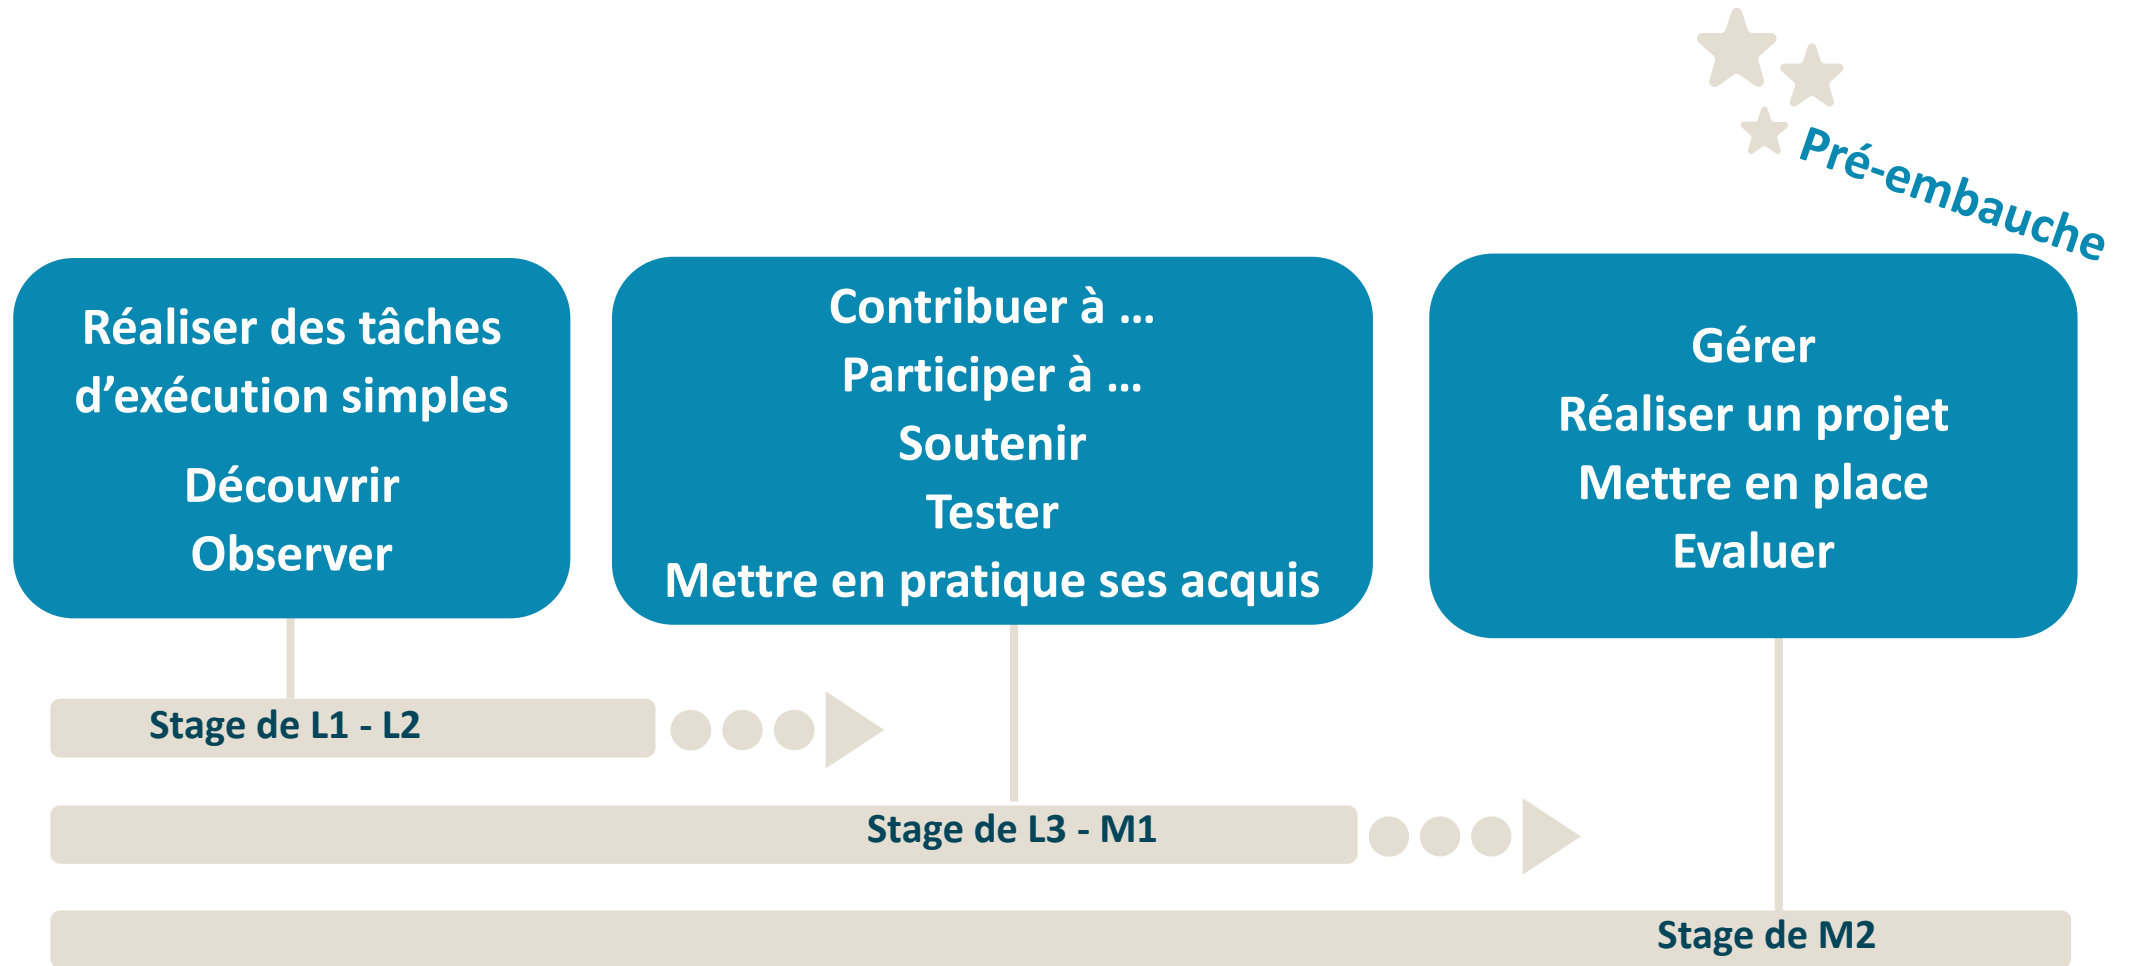 Pré-embauche
Réaliser des tâches
d’exécution simples
Découvrir
Observer
Contribuer à ...
Participer à ...
Soutenir
Tester
Mettre en pratique ses acquis
Gérer
Réaliser un projet
Mettre en place
Evaluer
Stage de L1 - L2
Stage de L3 - M1
Stage de M2